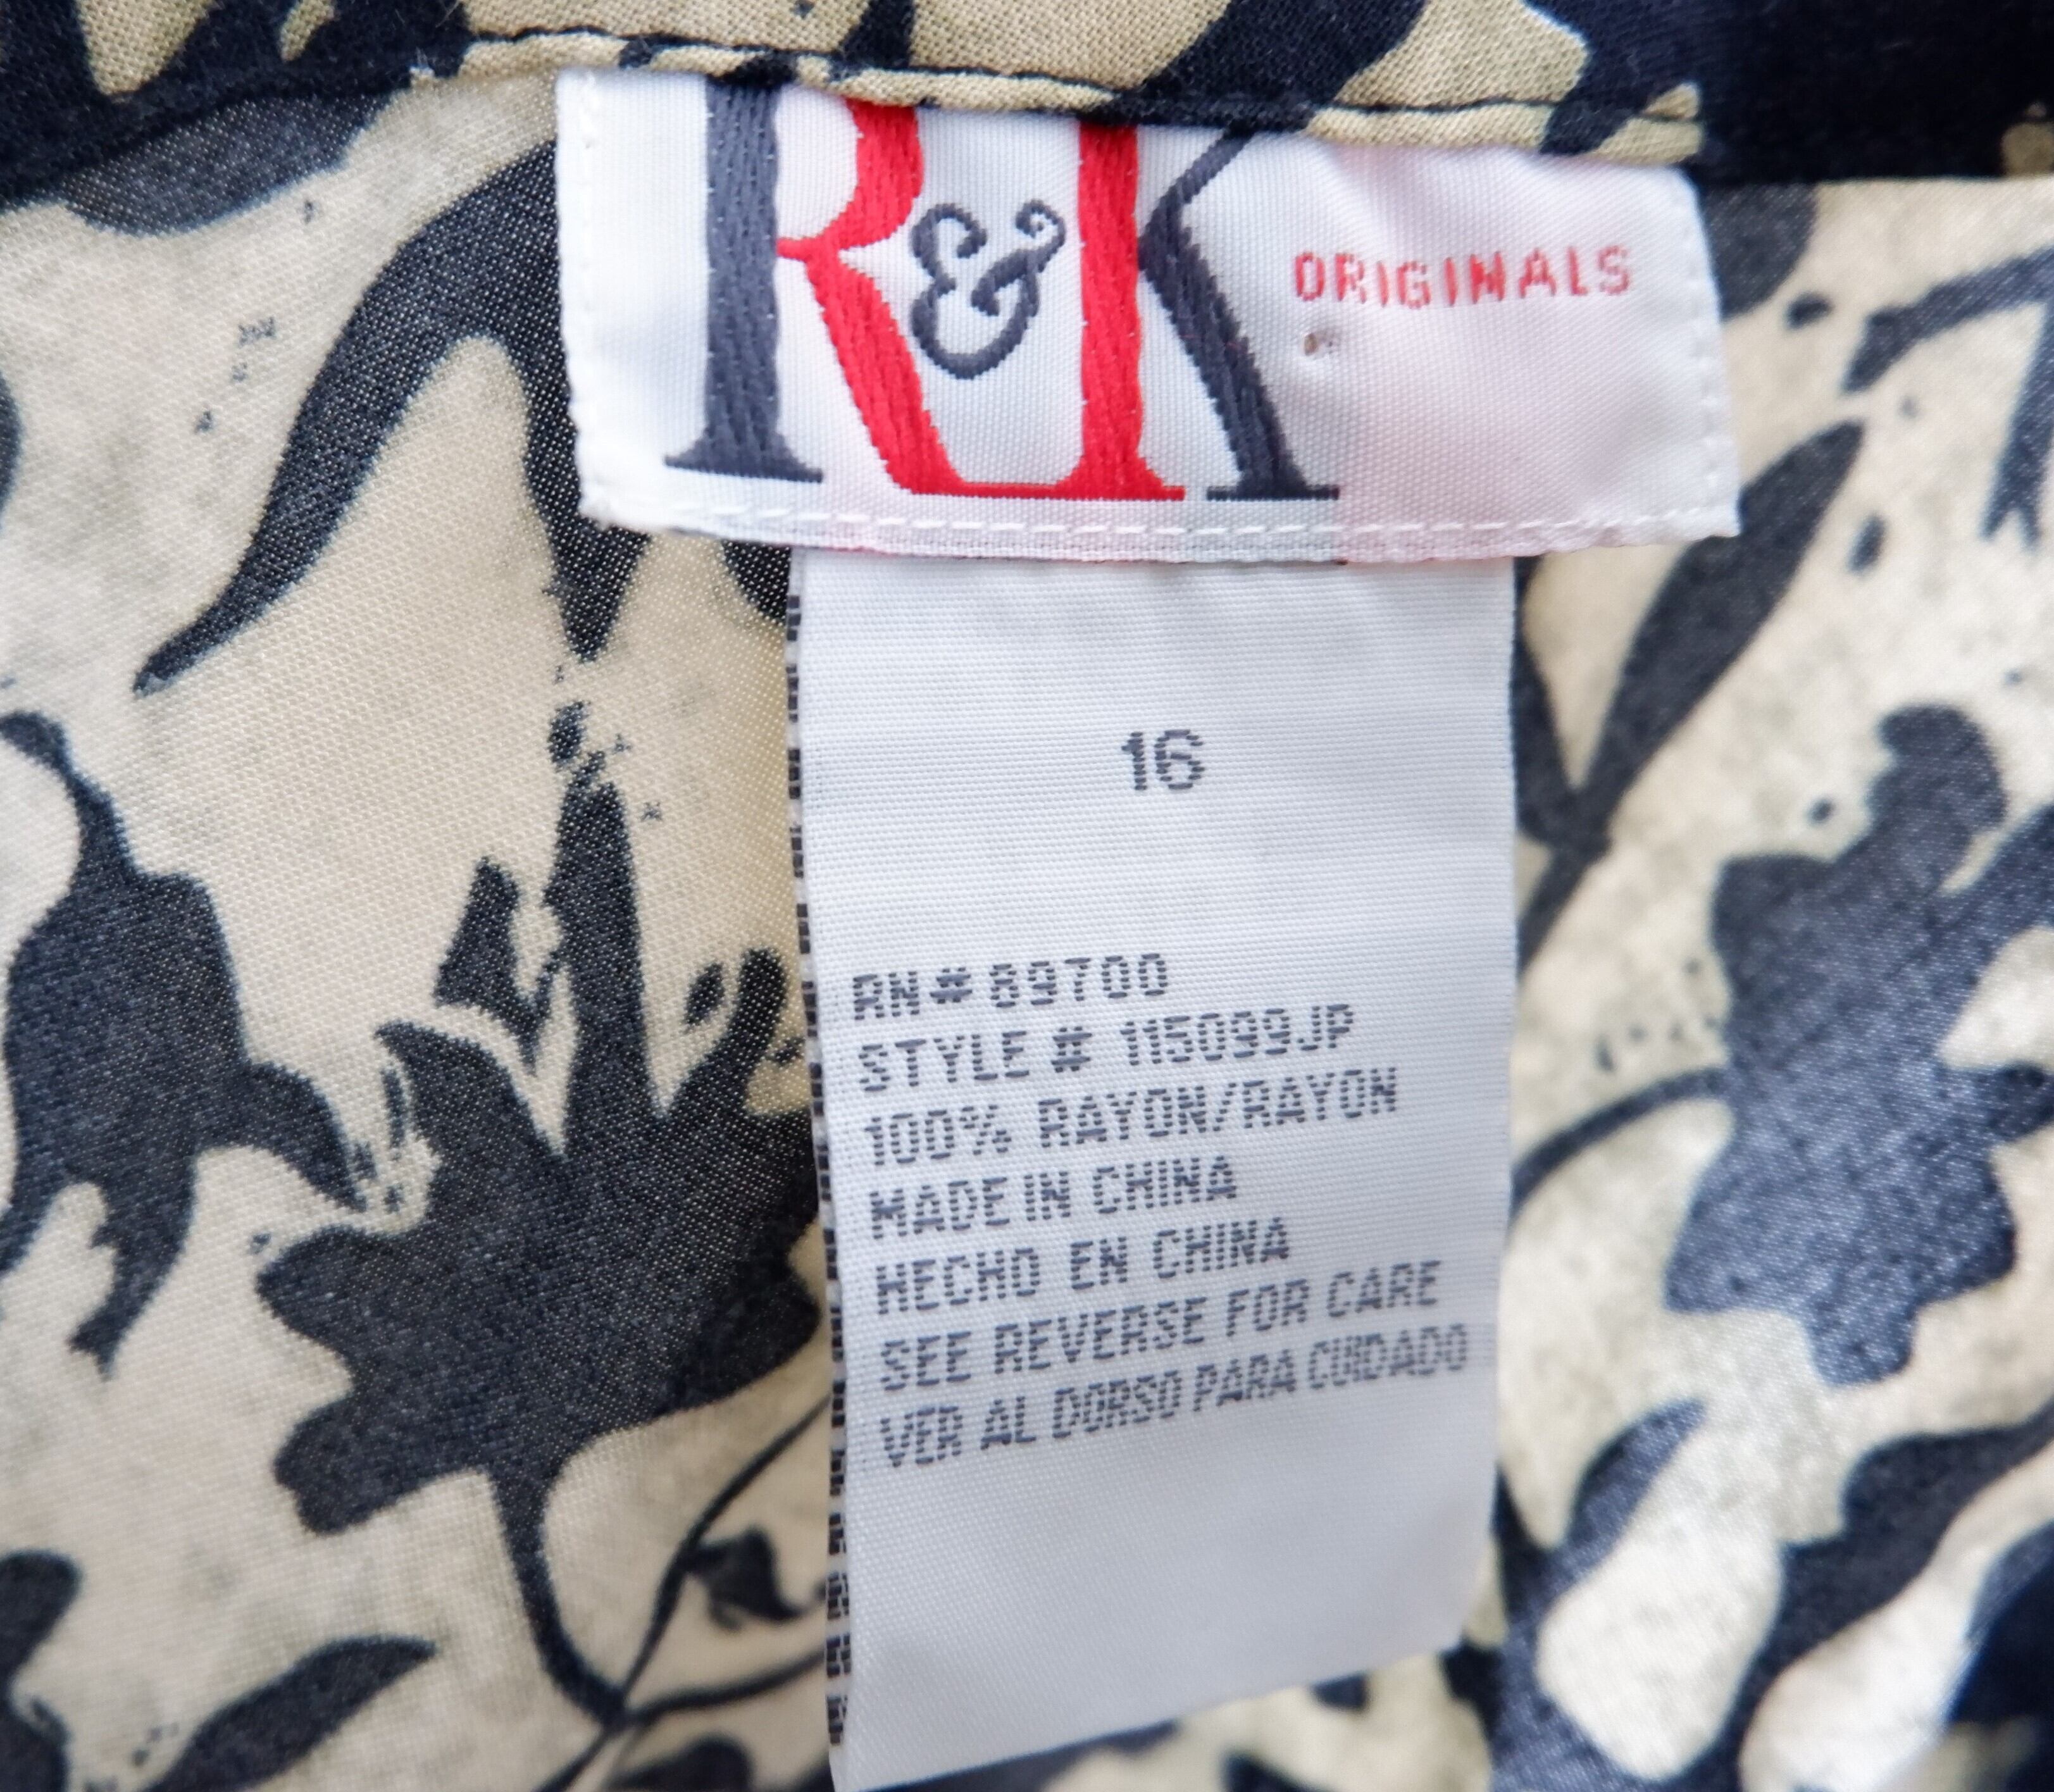 R&K ORIGINALS
16
RN# 89700
STYLE # 115099JP
100% RAYON/RAYON
MADE IN CHINA
HECHO EN CHINA
SEE REVERSE FOR CARE
VER AL DORSO PARA CUIDADO